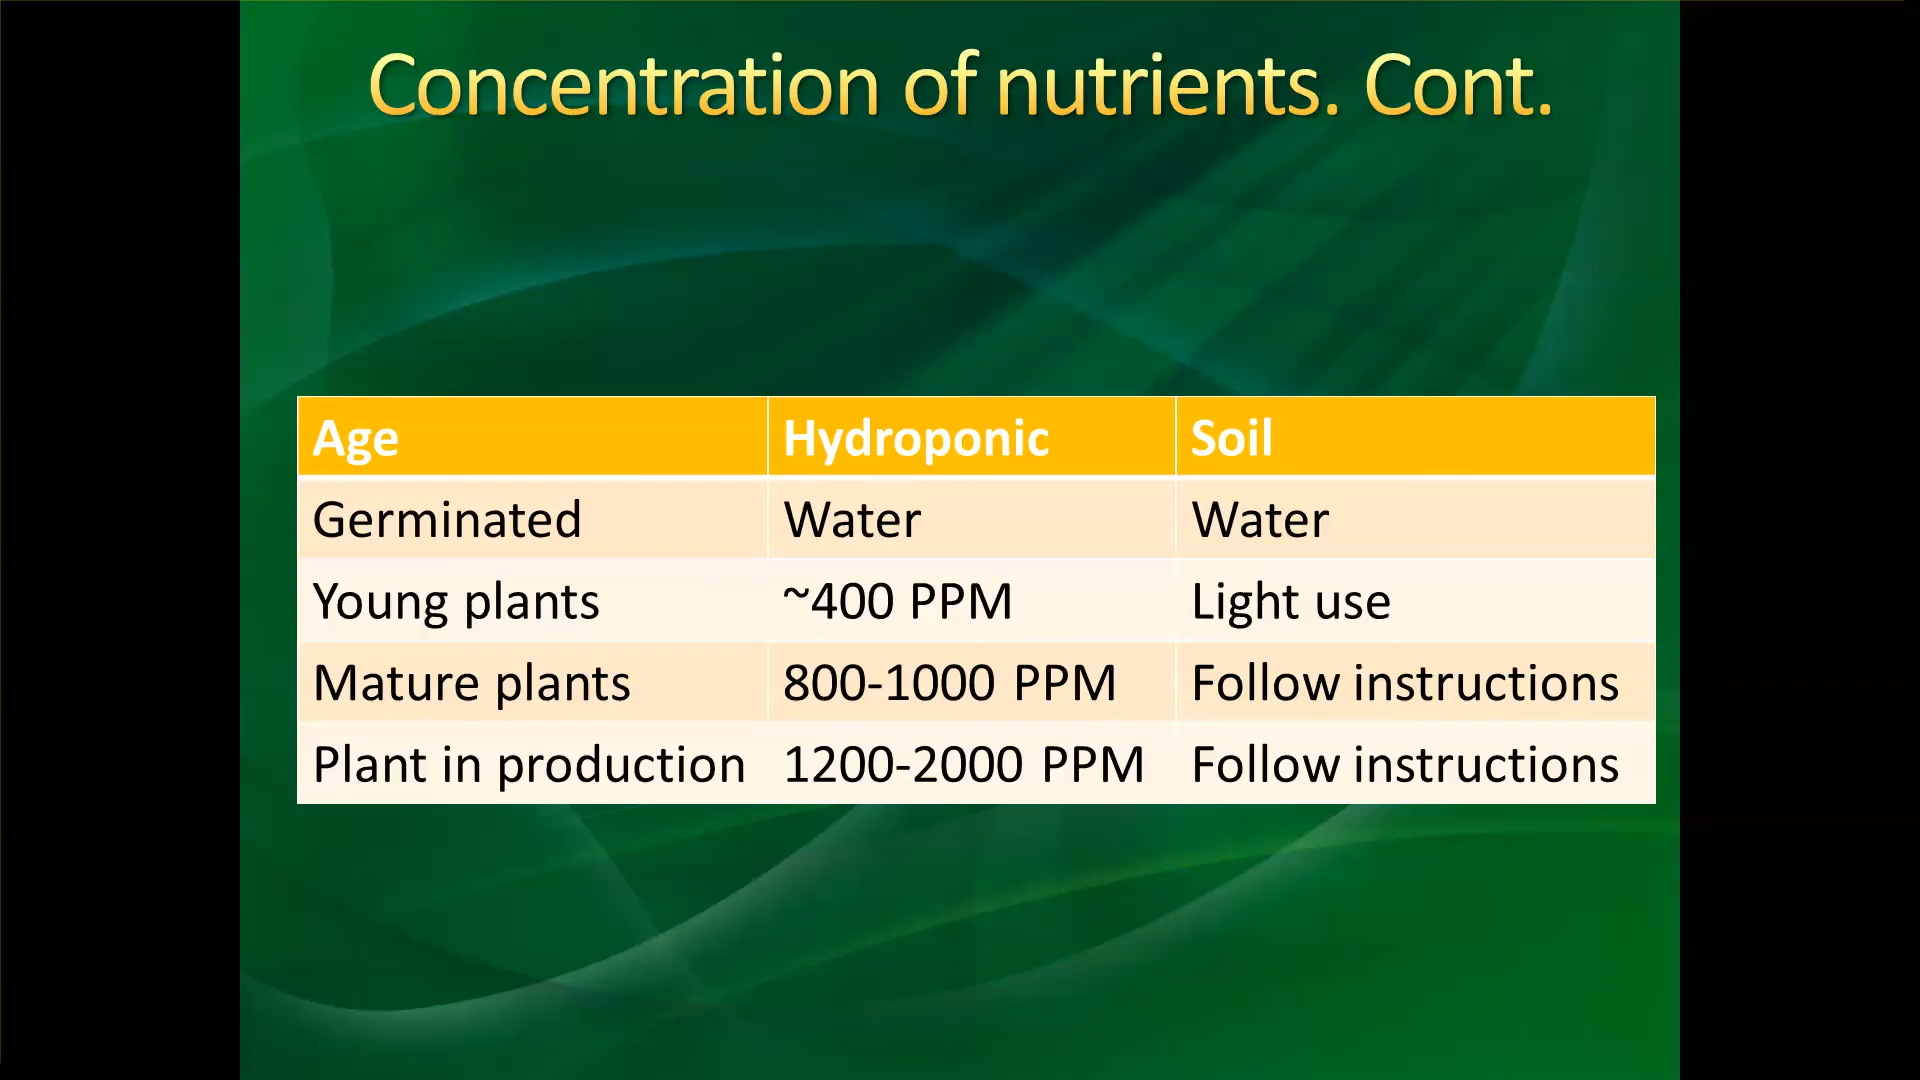 Concentration of nutrients. Cont.
Age Hydroponic Soil
Germinated Water Water
Young plants ~400 PPM Light use
Mature plants 800-1000 PPM Follow instructions
Plant in production 1200-2000 PPM Follow instructions